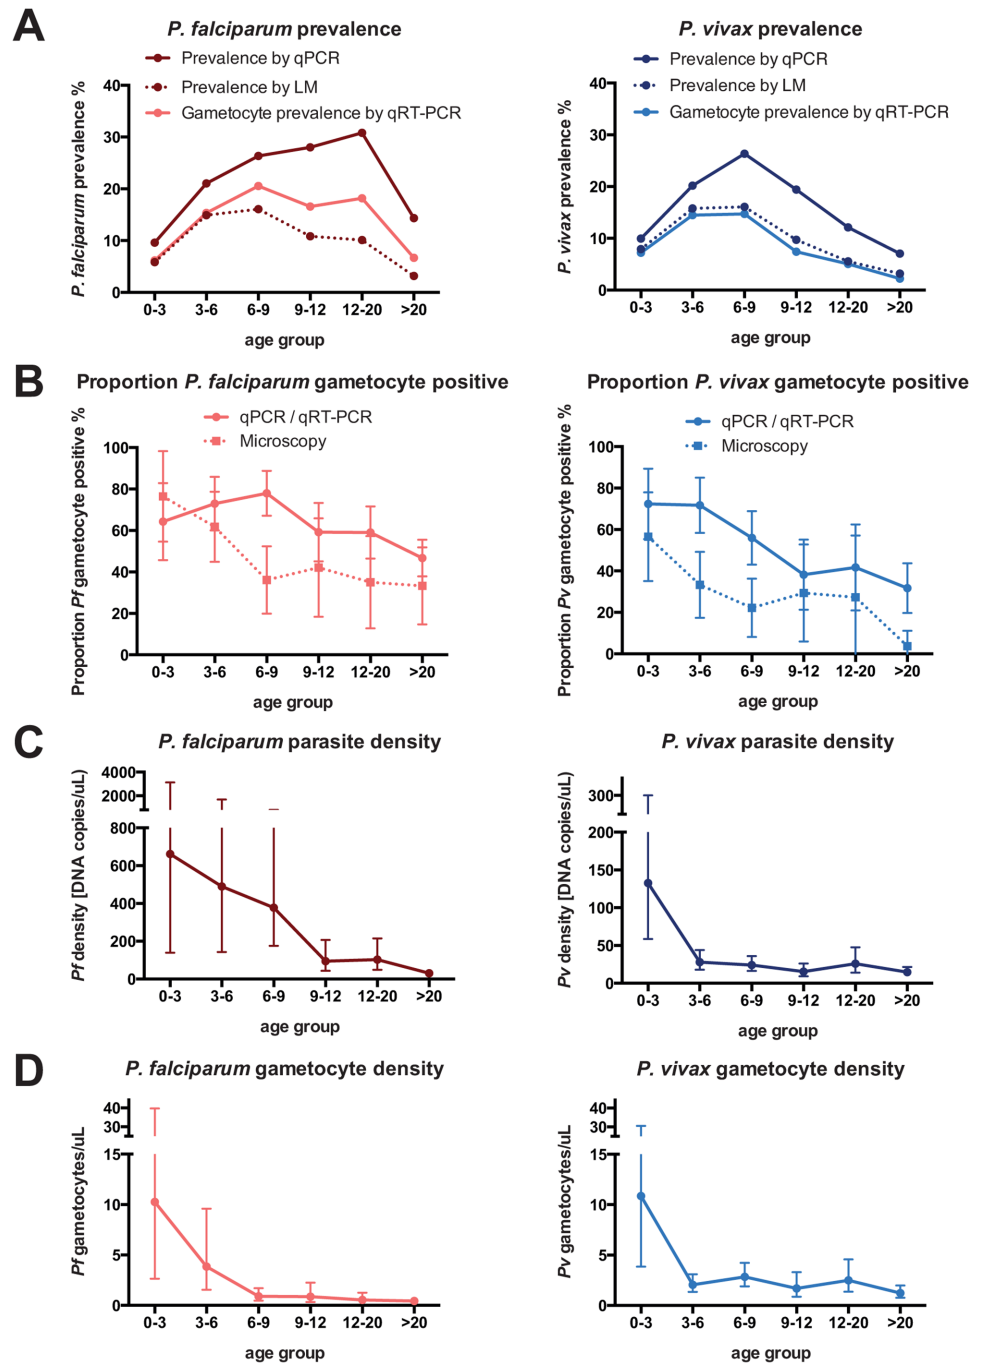 A
P. falciparum prevalence
Prevalence by qPCR
Prevalence by LM
Gametocyte prevalence by qRT-PCR
P. falciparum prevalence %
40
30
20
10
0
0-3 3-6 6-9 9-12 12-20 >20
age group
P. vivax prevalence
Prevalence by qPCR
Prevalence by LM
Gametocyte prevalence by qRT-PCR
P. vivax prevalence %
40
30
20
10
0
0-3 3-6 6-9 9-12 12-20 >20
age group
B
Proportion P. falciparum gametocyte positive
qPCR / qRT-PCR
Microscopy
Proportion Pf gametocyte positive %
100
80
60
40
20
0
0-3 3-6 6-9 9-12 12-20 >20
age group
Proportion P. vivax gametocyte positive
qPCR / qRT-PCR
Microscopy
Proportion Pv gametocyte positive %
100
80
60
40
20
0
0-3 3-6 6-9 9-12 12-20 >20
age group
C
P. falciparum parasite density
Pf density [DNA copies/uL)
4000
2000
800
600
400
200
0
0-3 3-6 6-9 9-12 12-20 >20
age group
P. vivax parasite density
Pv density [DNA copies/uL)
300
200
150
100
50
0
0-3 3-6 6-9 9-12 12-20 >20
age group
D
P. falciparum gametocyte density
Pf gametocytes/uL
40
30
15
10
5
0
0-3 3-6 6-9 9-12 12-20 >20
age group
P. vivax gametocyte density
Pv gametocytes/uL
40
30
15
10
5
0
0-3 3-6 6-9 9-12 12-20 >20
age group